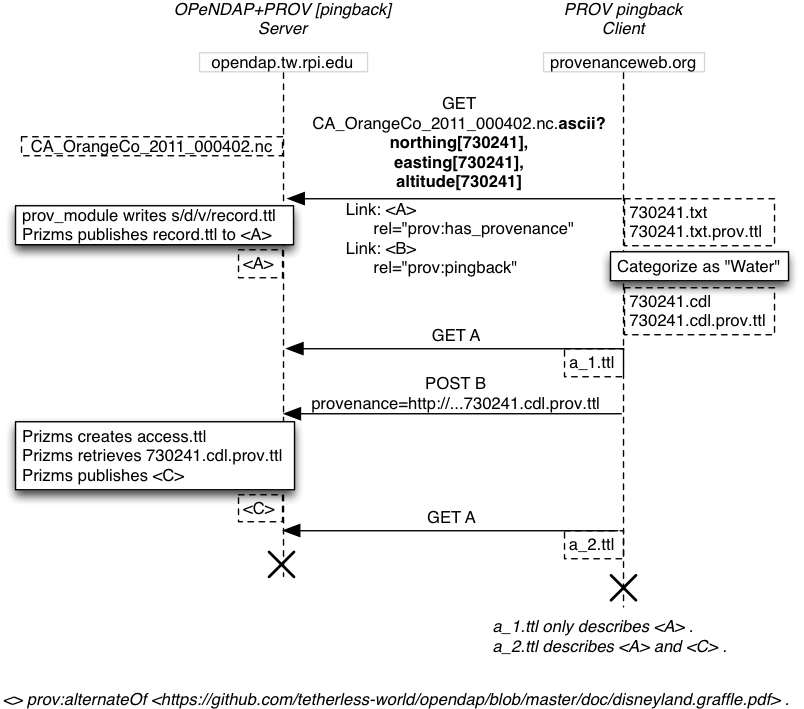 OPeNDAP+PROV [pingback]
Server
PROV pingback
Client
opendap.tw.rpi.edu
provenanceweb.org
GET
CA_OrangeCo_2011_000402.nc.ascii?
northing[730241],
easting[730241],
altitude[730241]
CA_OrangeCo_2011_000402.nc
prov_module writes s/d/v/record.ttl
Prizms publishes record.ttl to <A>
Link: <A>
rel="prov:has_provenance"
Link: <B>
rel="prov:pingback"
730241.txt
730241.txt.prov.ttl
<A>
Categorize as "Water"
730241.cdl
730241.cdl.prov.ttl
GET A
a_1.ttl
POST B
provenance=http://...730241.cdl.prov.ttl
Prizms creates access.ttl
Prizms retrieves 730241.cdl.prov.ttl
Prizms publishes <C>
<C>
GET A
a_2.ttl
a_1.ttl only describes <A> .
a_2.ttl describes <A> and <C> .
<> prov:alternateOf <https://github.com/tetherless-world/opendap/blob/master/doc/disneyland.graffle.pdf> .